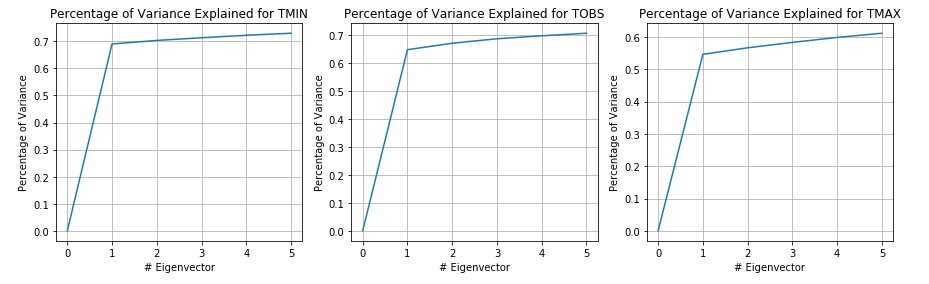 Percentage of Variance Explained for TMIN
Percentage of Variance
0.7
0.6
0.5
0.4
0.3
0.2
0.1
0.0
0 1 2 3 4 5
# Eigenvector
Percentage of Variance Explained for TOBS
Percentage of Variance
0.7
0.6
0.5
0.4
0.3
0.2
0.1
0.0
0 1 2 3 4 5
# Eigenvector
Percentage of Variance Explained for TMAX
Percentage of Variance
0.6
0.5
0.4
0.3
0.2
0.1
0.0
0 1 2 3 4 5
# Eigenvector